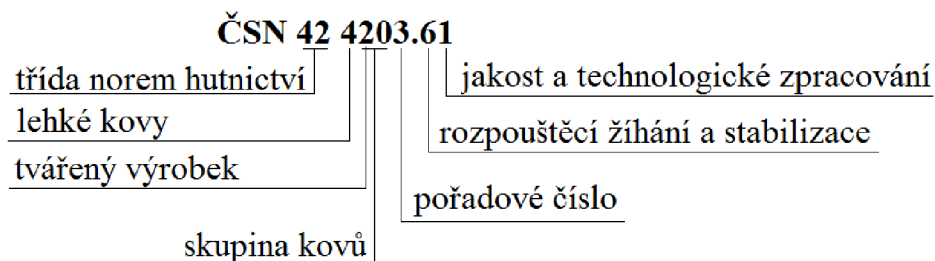 ČSN 42 4203.61
třída norem hutnictví
jakost a technologické zpracování
lehké kovy
rozpouštěcí žíhání a stabilizace
tvářený výrobek
pořadové číslo
skupina kovů